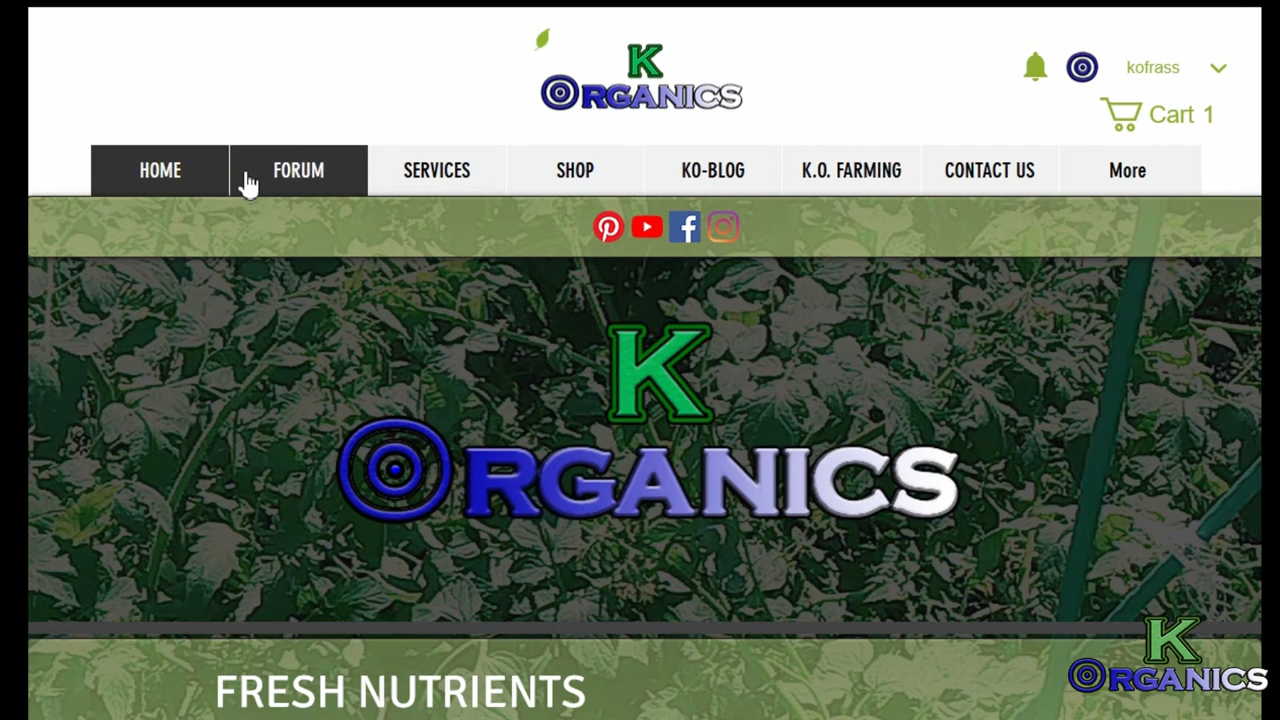 K
ORGANICS
kofrass
Cart 1
HOME FORUM SERVICES SHOP KO-BLOG K.O. FARMING CONTACT US More
K
ORGANICS
FRESH NUTRIENTS
K
ORGANICS